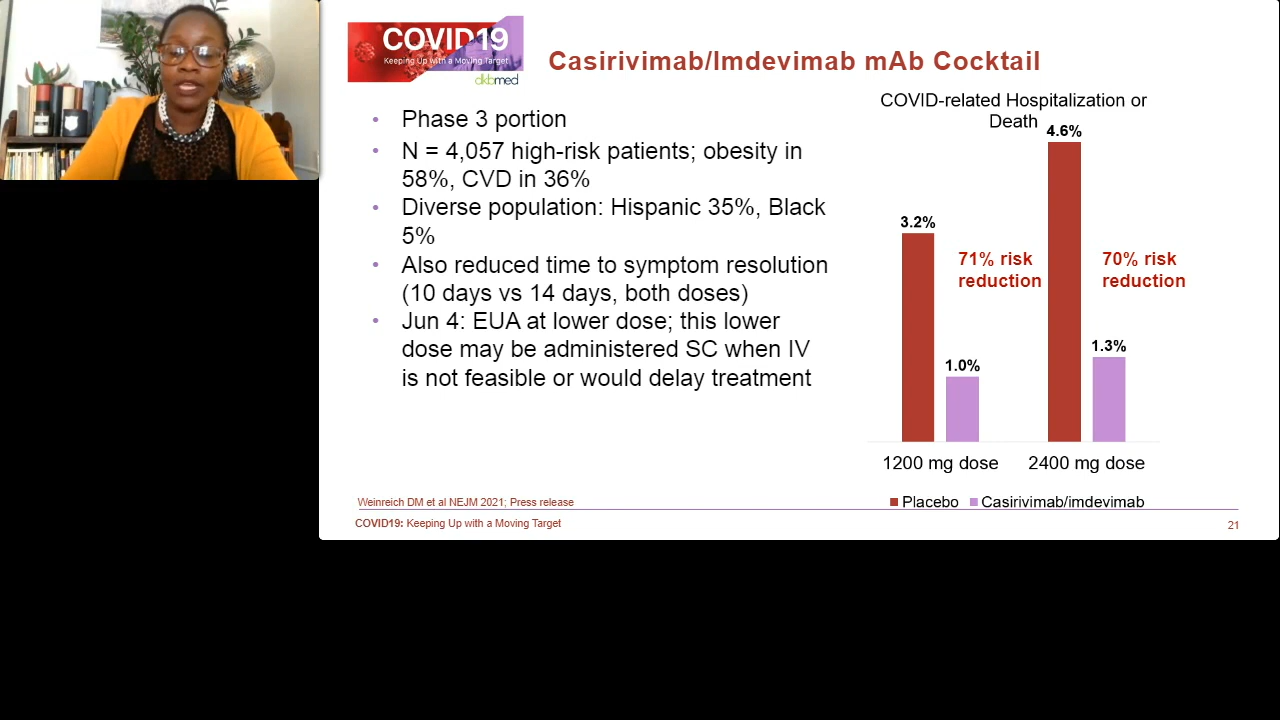 COVID19
Keeping Up with a Moving Target
dkbmed
Casirivimab/Imdevimab mAb Cocktail
• Phase 3 portion
• N = 4,057 high-risk patients; obesity in
58%, CVD in 36%
• Diverse population: Hispanic 35%, Black
5%
• Also reduced time to symptom resolution
(10 days vs 14 days, both doses)
• Jun 4: EUA at lower dose; this lower
dose may be administered SC when IV
is not feasible or would delay treatment
COVID-related Hospitalization or
Death
4.6%
3.2%
71% risk
reduction
70% risk
reduction
1.3%
1.0%
1200 mg dose
2400 mg dose
Placebo
Casirivimab/imdevimab
Weinreich DM et al NEJM 2021; Press release
COVID19: Keeping Up with a Moving Target
21